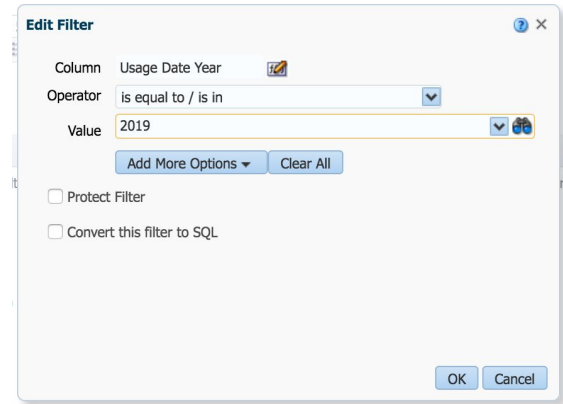 Edit Filter
Column Usage Date Year
Operator is equal to / is in
Value 2019
Add More Options Clear All
Protect Filter
Convert this filter to SQL
OK Cancel